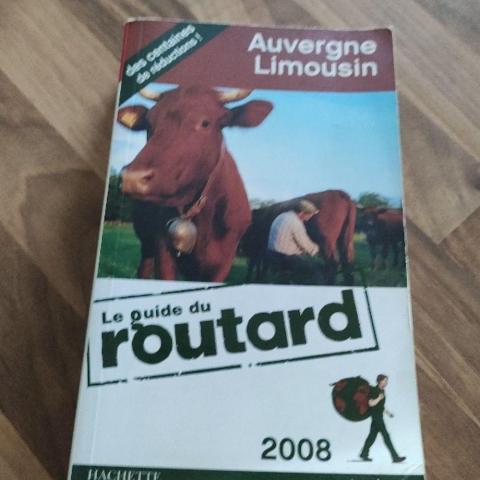 des centaines
de réductions !
Auvergne
Limousin
Le guide du
routard
2008
HACHETTE